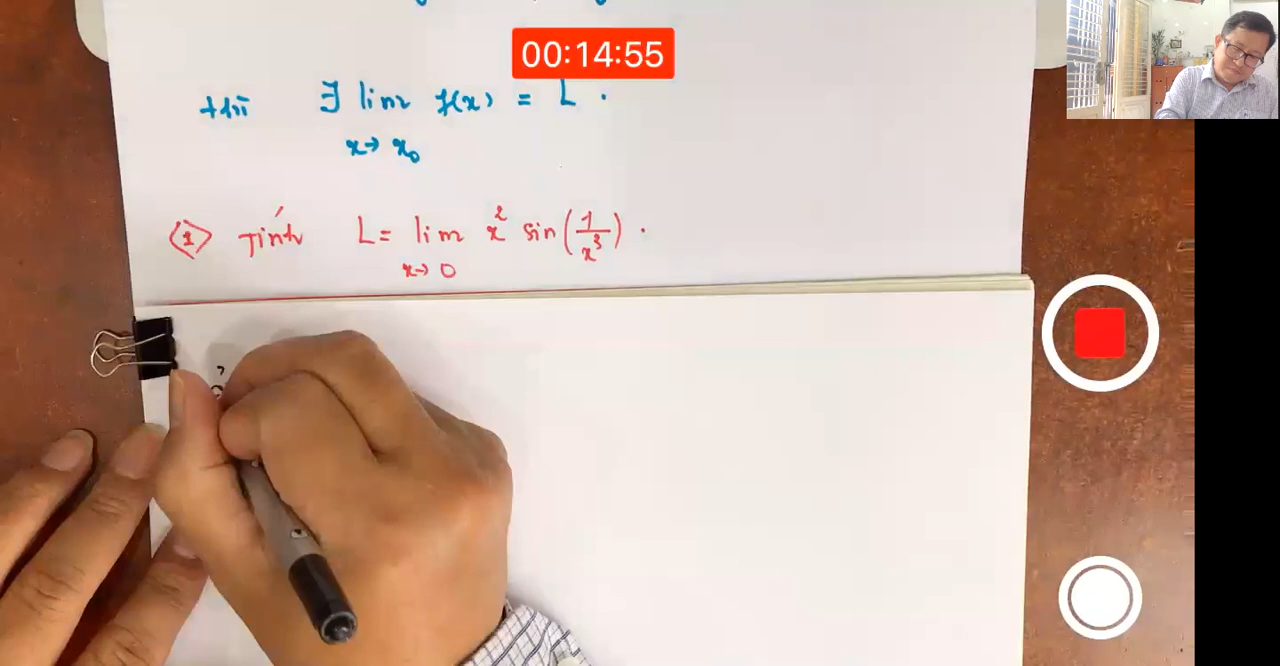 00:14:55
thì ∃ lim f(x) = L .
x → x₀
① Tính L = lim x² sin(1/x³) .
x → 0